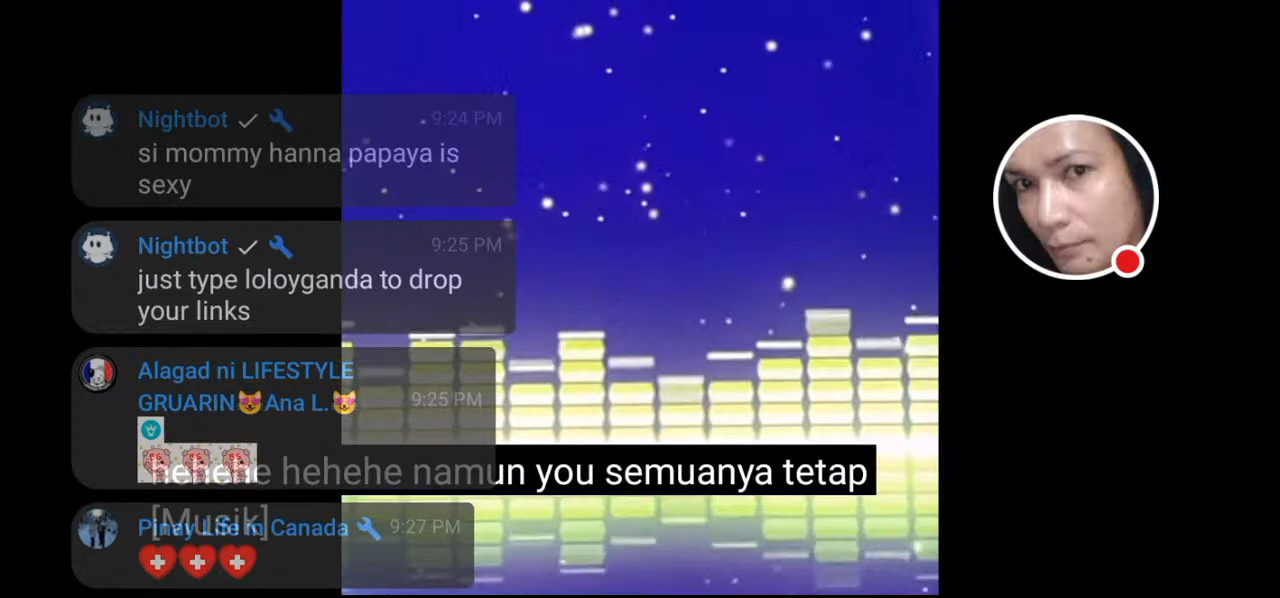 Nightbot 9:24 PM
si mommy hanna papaya is
sexy
Nightbot 9:25 PM
just type loloyganda to drop
your links
Alagad ni LIFESTYLE
GRUARIN😻Ana L.😻 9:25 PM
hehehe hehehe namun you semuanya tetap
[Musik]
Pinay Life in Canada 9:27 PM